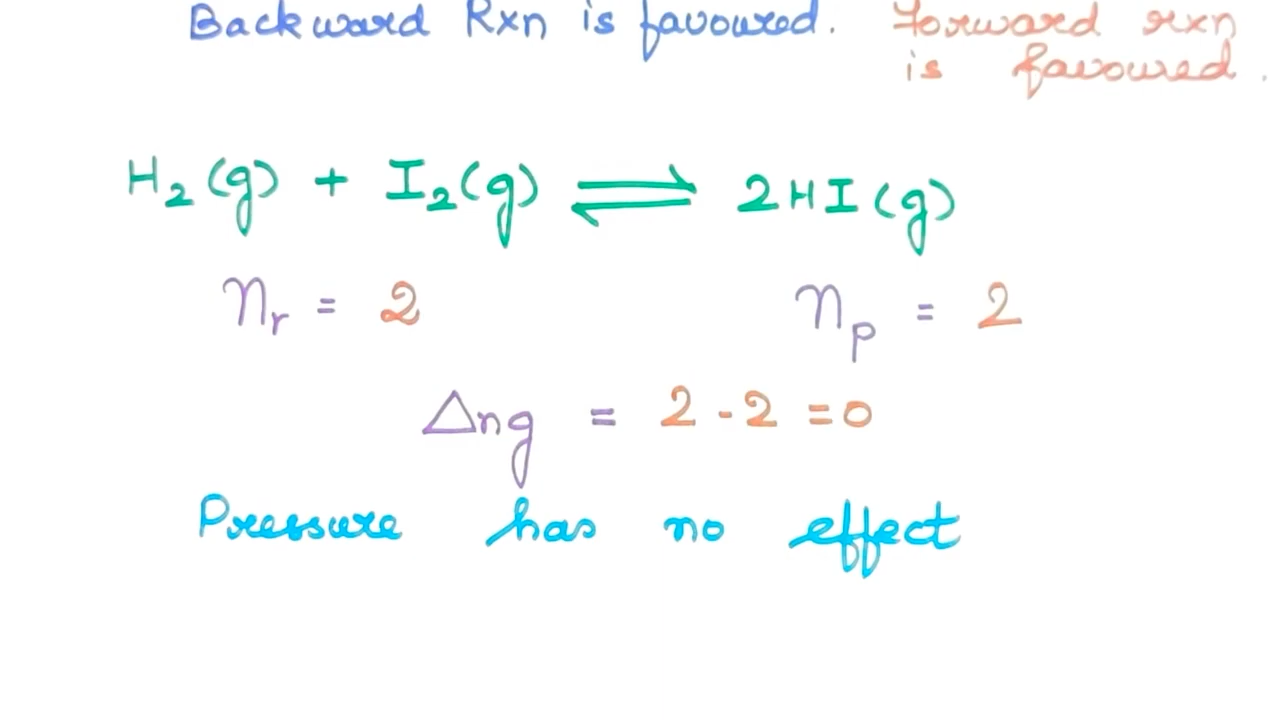 Backward Rxn is favoured.
Forward rxn
is favoured.
H₂(g) + I₂(g) ⇌ 2HI(g)
nᵣ = 2
nₚ = 2
Δng = 2 - 2 = 0
Pressure has no effect